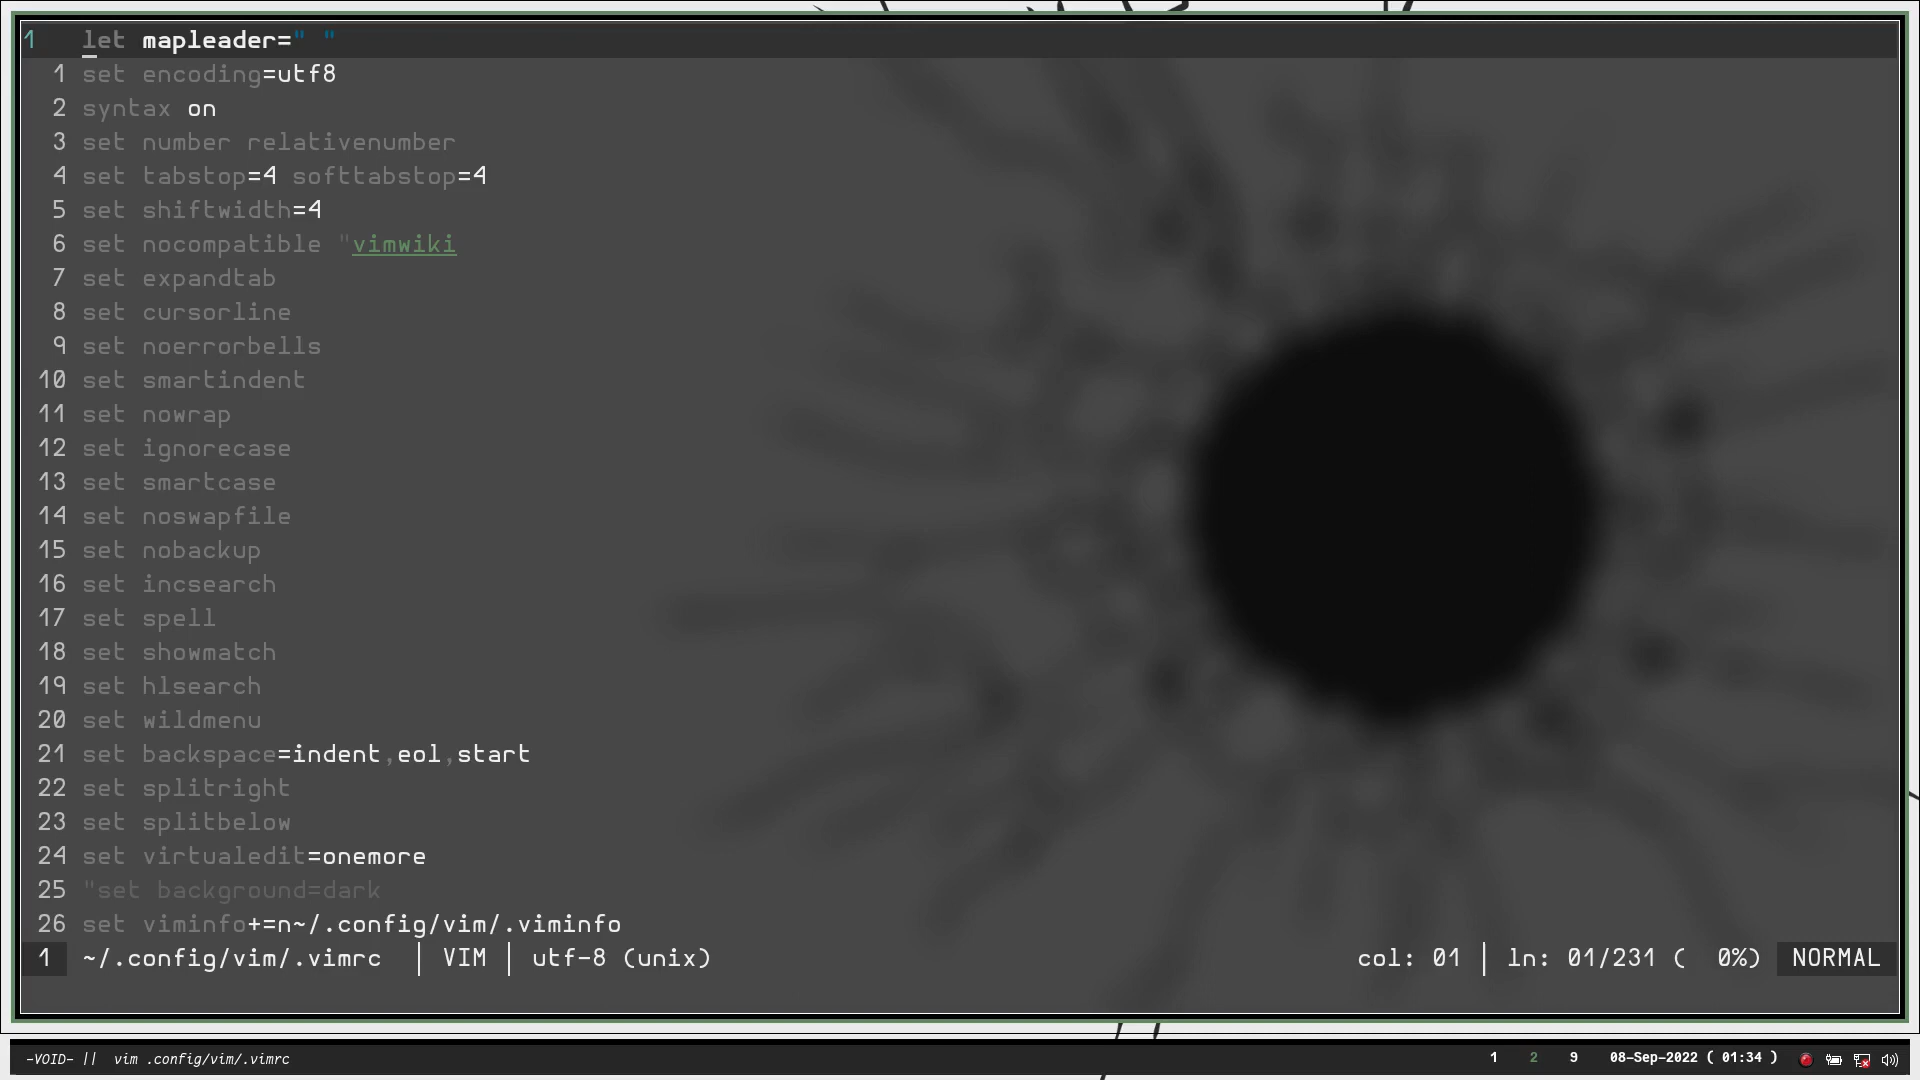 1 let mapleader=" "
1 set encoding=utf8
2 syntax on
3 set number relativenumber
4 set tabstop=4 softtabstop=4
5 set shiftwidth=4
6 set nocompatible "vimwiki
7 set expandtab
8 set cursorline
9 set noerrorbells
10 set smartindent
11 set nowrap
12 set ignorecase
13 set smartcase
14 set noswapfile
15 set nobackup
16 set incsearch
17 set spell
18 set showmatch
19 set hlsearch
20 set wildmenu
21 set backspace=indent,eol,start
22 set splitright
23 set splitbelow
24 set virtualedit=onemore
25 "set background=dark
26 set viminfo+=n~/.config/vim/.viminfo
1 ~/.config/vim/.vimrc │ VIM │ utf-8 (unix) col: 01 │ ln: 01/231 ( 0%) NORMAL
-VOID- || vim .config/vim/.vimrc 1 2 9 08-Sep-2022 ( 01:34 )